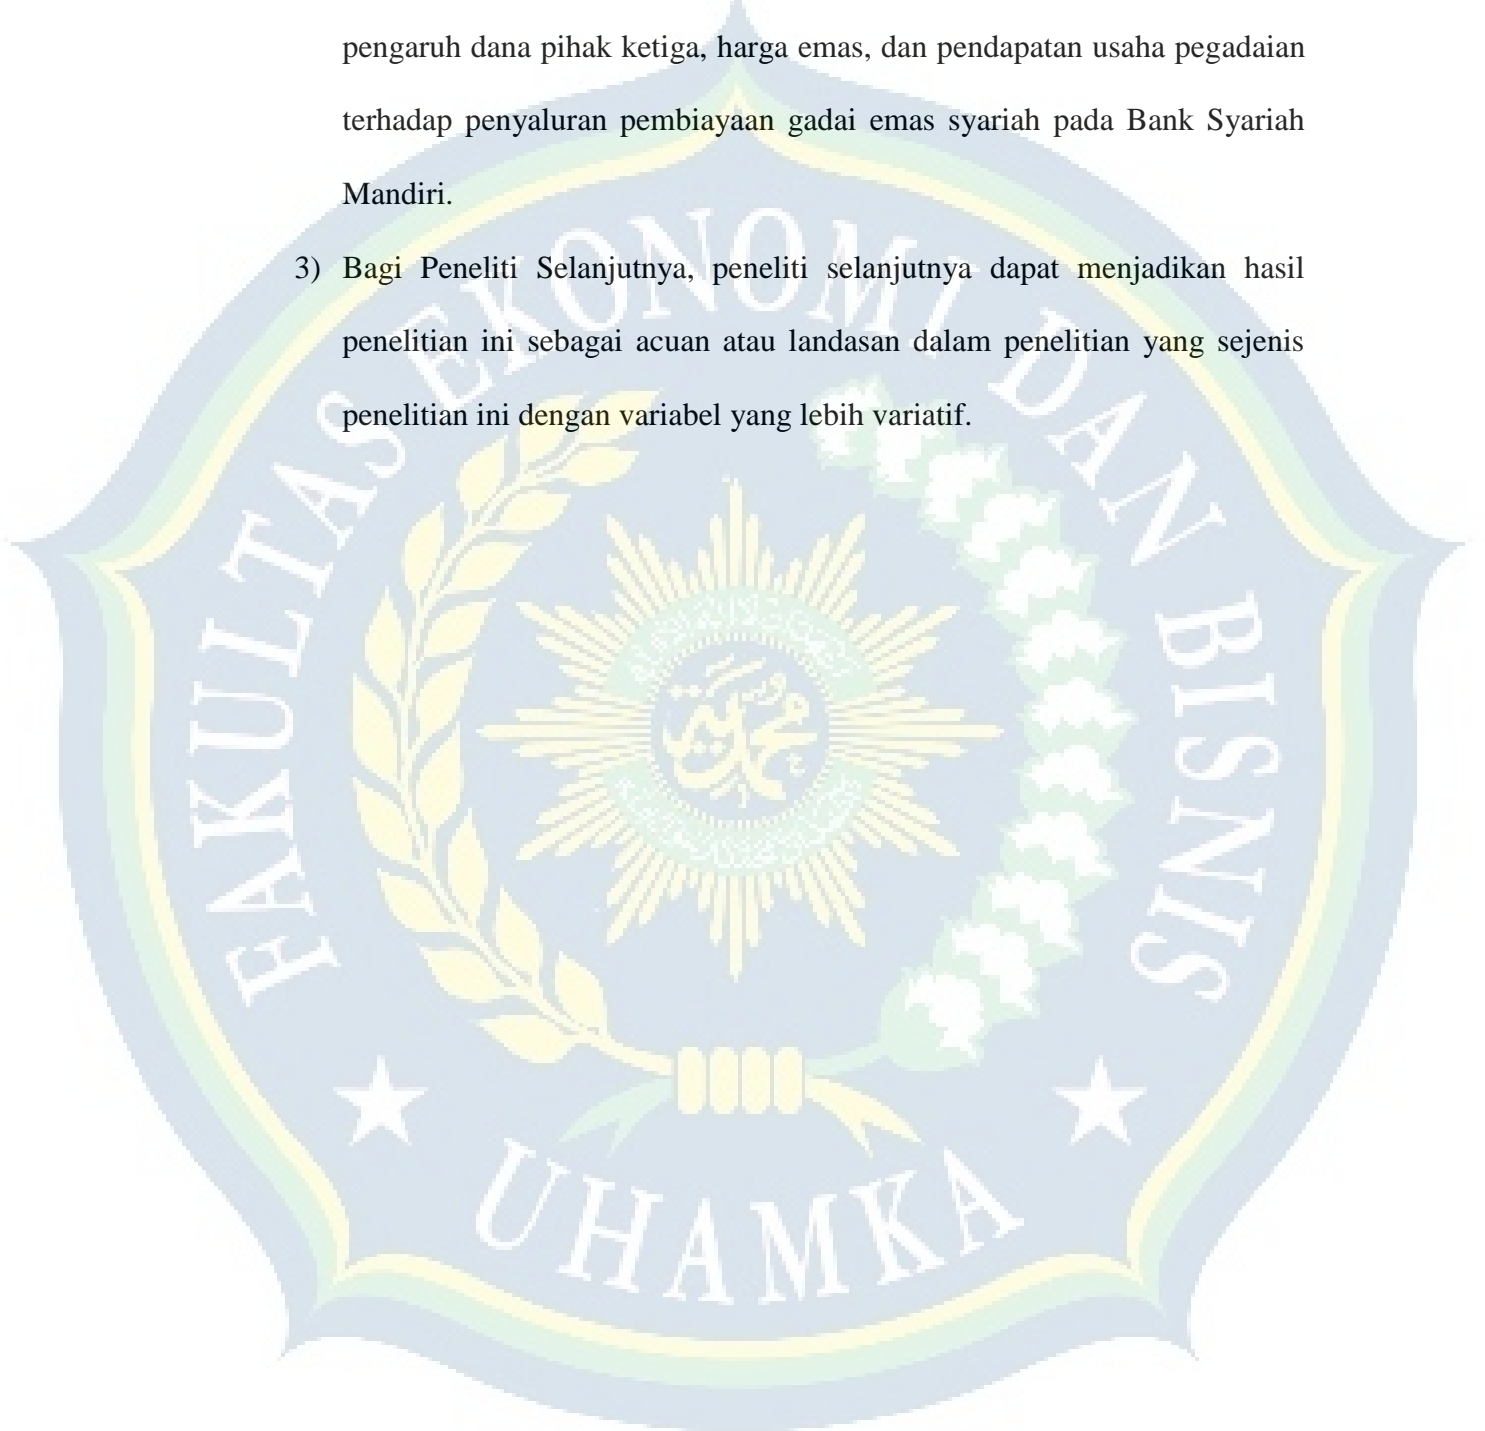 pengaruh dana pihak ketiga, harga emas, dan pendapatan usaha pegadaian
terhadap penyaluran pembiayaan gadai emas syariah pada Bank Syariah
Mandiri.
3) Bagi Peneliti Selanjutnya, peneliti selanjutnya dapat menjadikan hasil
penelitian ini sebagai acuan atau landasan dalam penelitian yang sejenis
penelitian ini dengan variabel yang lebih variatif.
FAKULTAS EKONOMI DAN BISNIS
UHAMKA